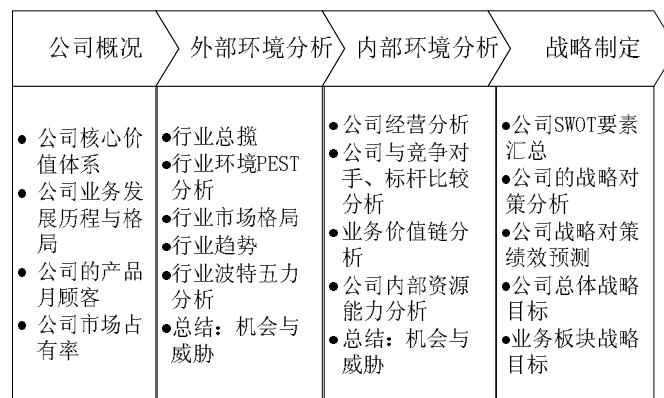 公司概况
外部环境分析
内部环境分析
战略制定
● 公司核心价
值体系
● 公司业务发
展历程与格
局
● 公司的产品
月顾客
● 公司市场占
有率
●行业总揽
●行业环境PEST
分析
●行业市场格局
●行业趋势
●行业波特五力
分析
●总结：机会与
威胁
●公司经营分析
●公司与竞争对
手、标杆比较
分析
●业务价值链分
析
●公司内部资源
能力分析
●总结：机会与
威胁
●公司SWOT要素
汇总
●公司的战略对
策分析
●公司战略对策
绩效预测
●公司总体战略
目标
●业务板块战略
目标